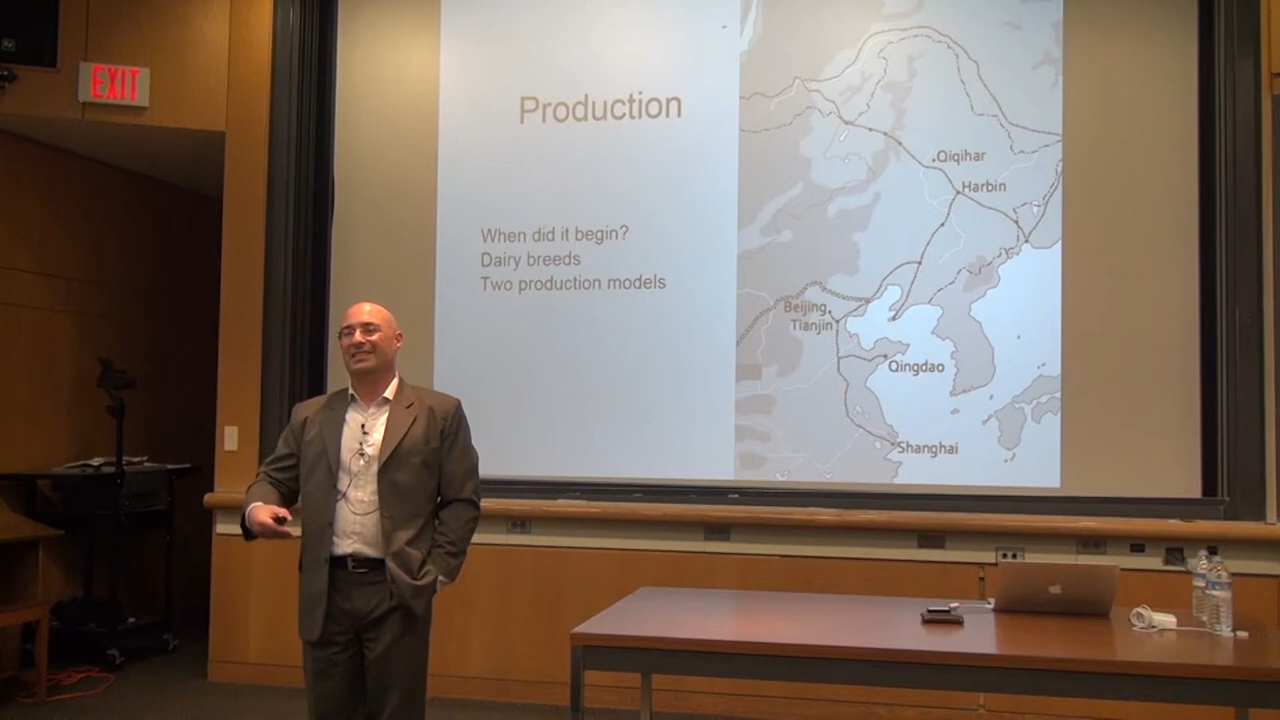 EXIT
Production
When did it begin?
Dairy breeds
Two production models
Qiqihar
Harbin
Beijing
Tianjin
Qingdao
Shanghai